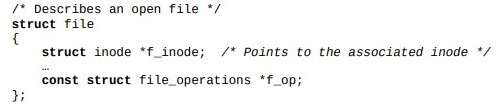 /* Describes an open file */
struct file
{
    struct inode *f_inode;  /* Points to the associated inode */
    …
    const struct file_operations *f_op;
};